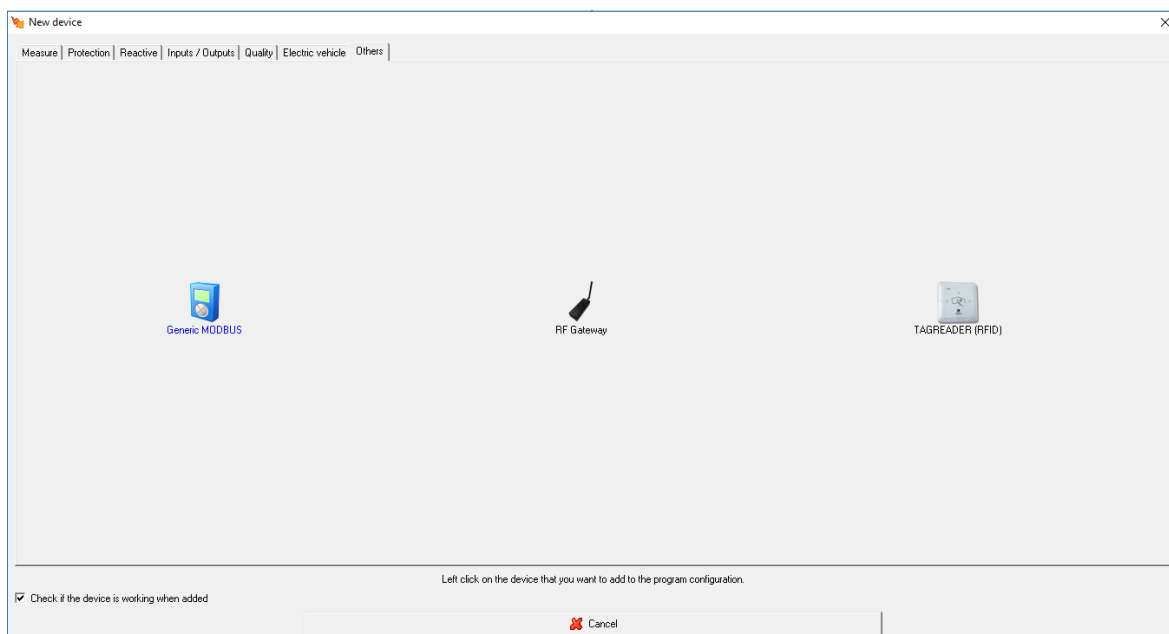 New device
Measure Protection Reactive Inputs / Outputs Quality Electric vehicle Others
Generic MODBUS RF Gateway TAGREADER (RFID)
Left click on the device that you want to add to the program configuration.
Check if the device is working when added
Cancel